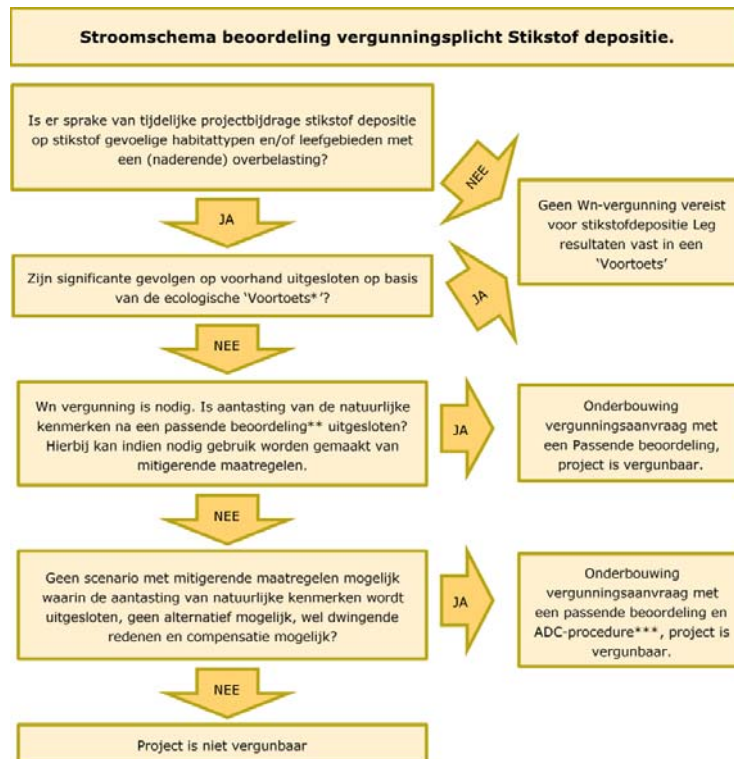 Stroomschema beoordeling vergunningsplicht Stikstof depositie.
Is er sprake van tijdelijke projectbijdrage stikstof depositie
op stikstof gevoelige habitattypen en/of leefgebieden met
een (naderende) overbelasting?
NEE
JA
Geen Wn-vergunning vereist
voor stikstofdepositie Leg
resultaten vast in een
‘Voortoets’
Zijn significante gevolgen op voorhand uitgesloten op basis
van de ecologische ‘Voortoets*’?
JA
NEE
Wn vergunning is nodig. Is aantasting van de natuurlijke
kenmerken na een passende beoordeling** uitgesloten?
Hierbij kan indien nodig gebruik worden gemaakt van
mitigerende maatregelen.
JA
Onderbouwing
vergunningsaanvraag met
een Passende beoordeling,
project is vergunbaar.
NEE
Geen scenario met mitigerende maatregelen mogelijk
waarin de aantasting van natuurlijke kenmerken wordt
uitgesloten, geen alternatief mogelijk, wel dwingende
redenen en compensatie mogelijk?
JA
Onderbouwing
vergunningsaanvraag met
een passende beoordeling en
ADC-procedure***, project is
vergunbaar.
NEE
Project is niet vergunbaar